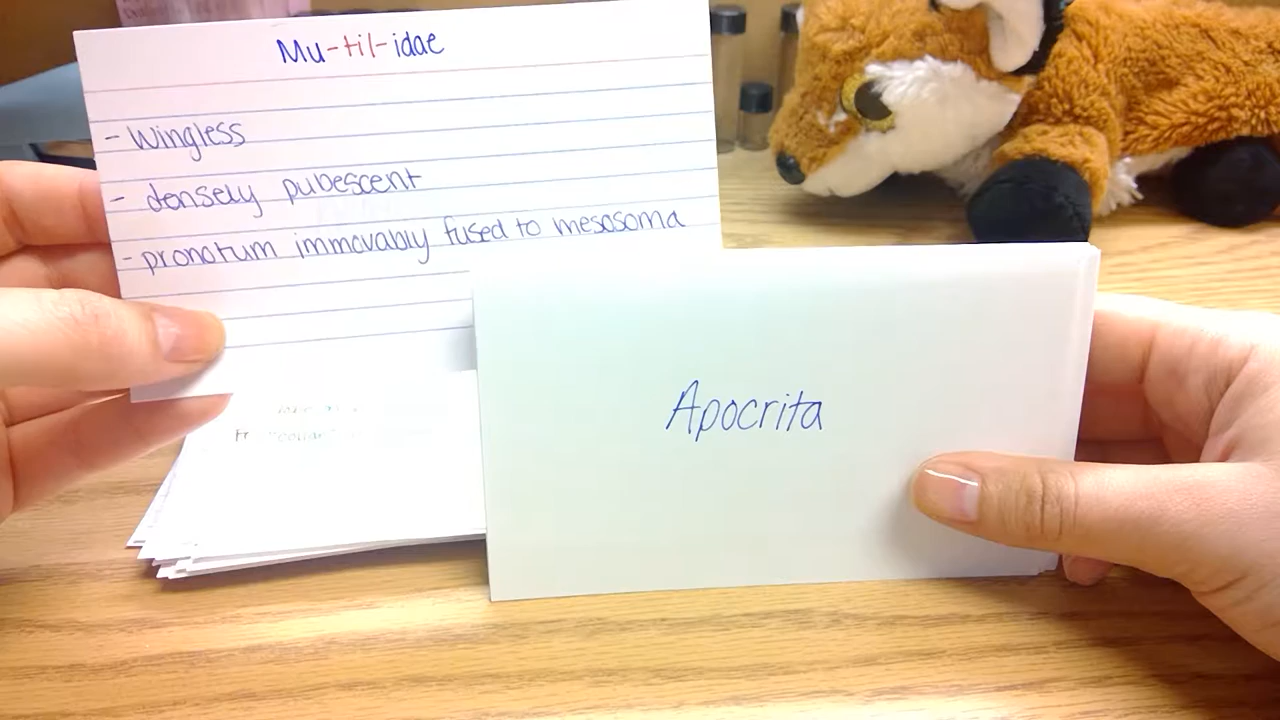 Mu-til-idae
- Wingless
- densely pubescent
- pronotum immovably fused to mesosoma
Apocrita